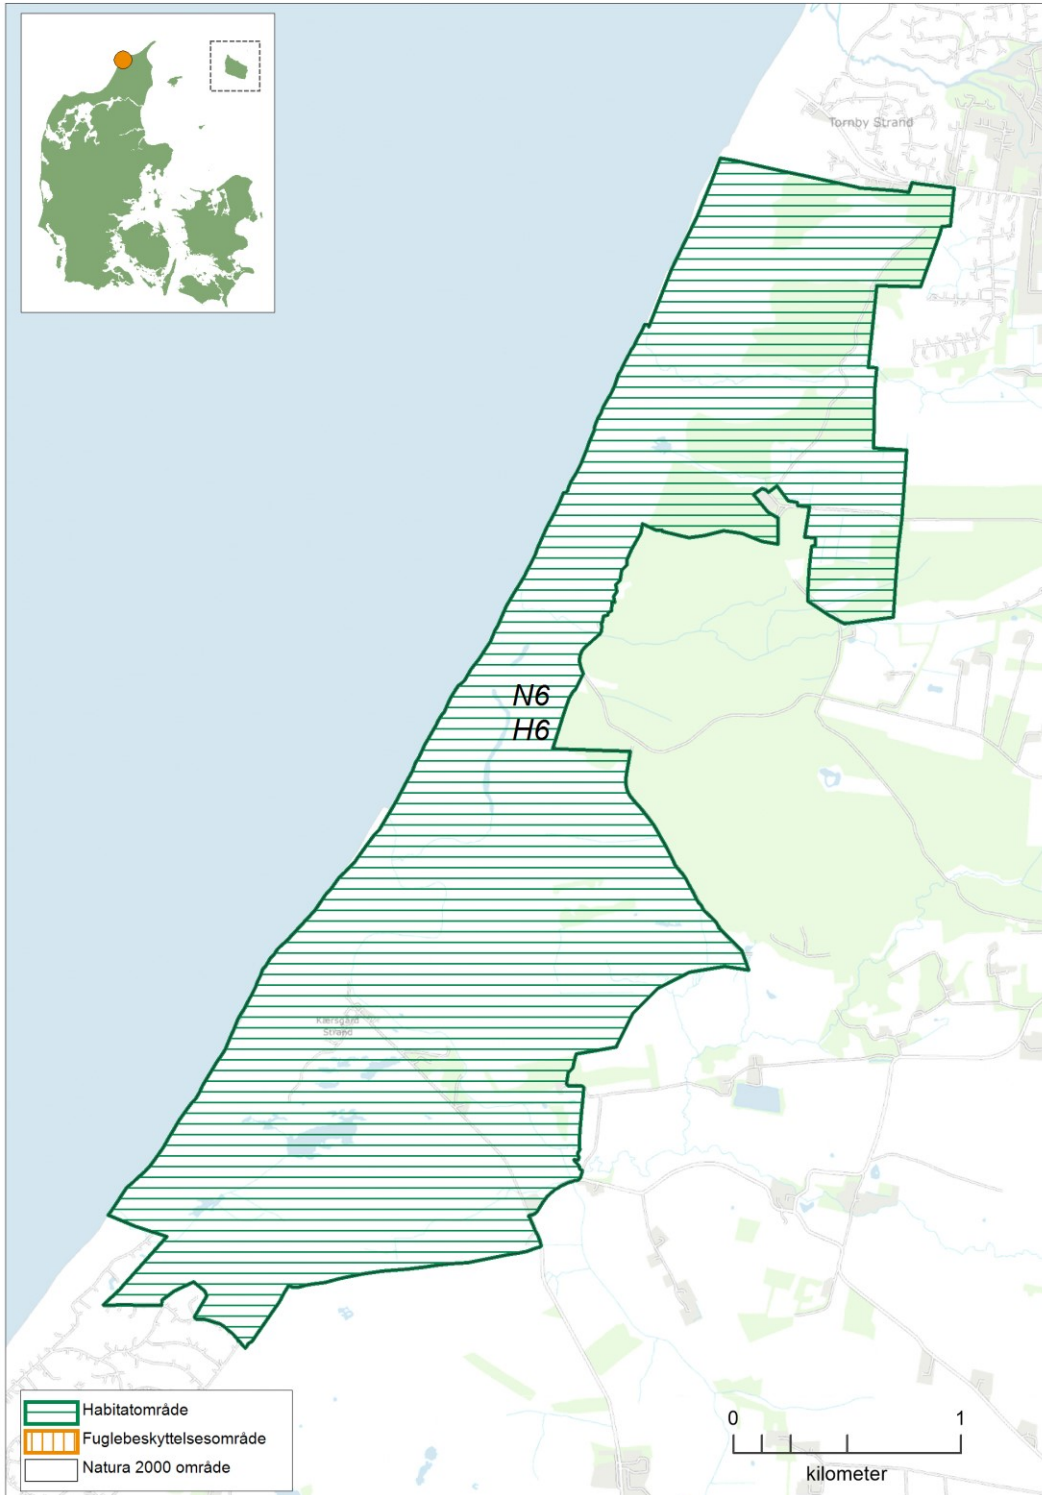 Tornby Strand
N6
H6
Kærsgård
Strand
Habitatområde
Fuglebeskyttelsesområde
Natura 2000 område
0 1
kilometer